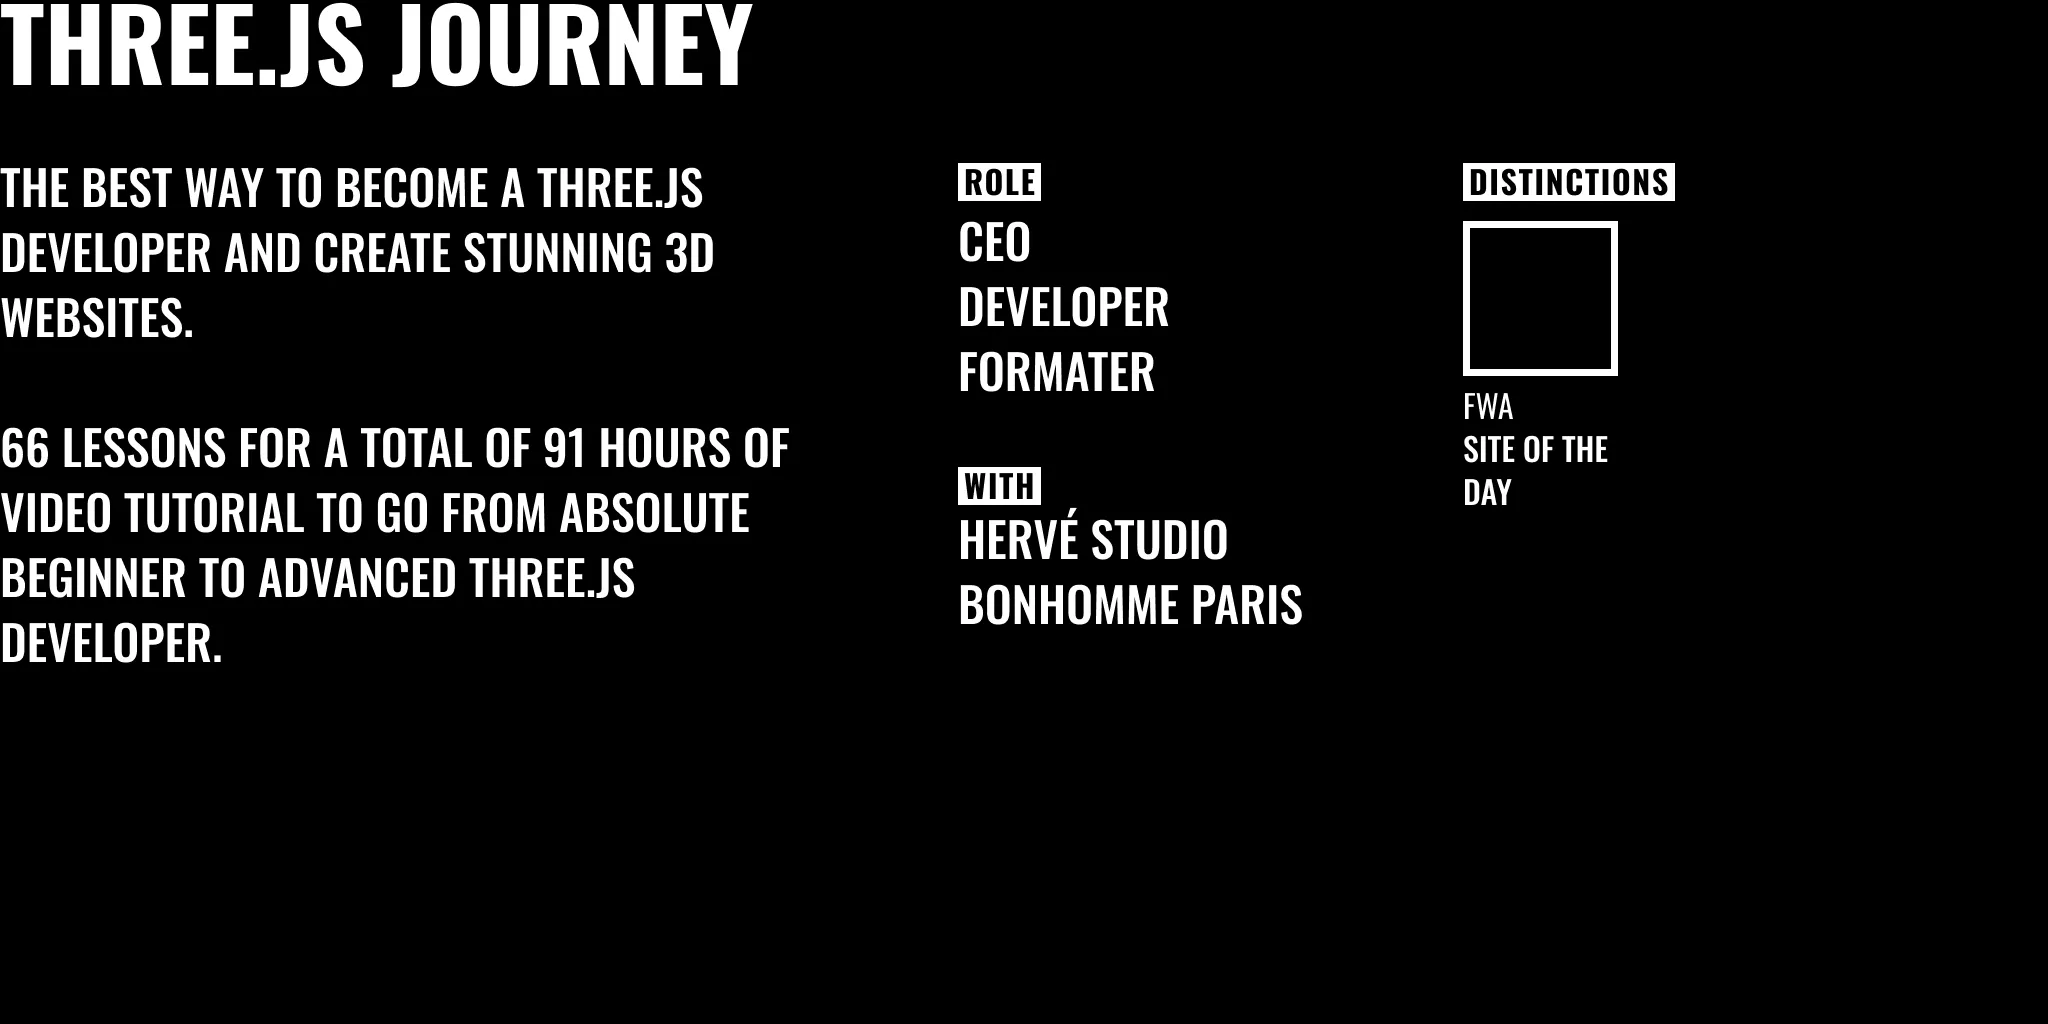 THREE.JS JOURNEY
THE BEST WAY TO BECOME A THREE.JS
DEVELOPER AND CREATE STUNNING 3D
WEBSITES.
66 LESSONS FOR A TOTAL OF 91 HOURS OF
VIDEO TUTORIAL TO GO FROM ABSOLUTE
BEGINNER TO ADVANCED THREE.JS
DEVELOPER.
ROLE
CEO
DEVELOPER
FORMATER
WITH
HERVÉ STUDIO
BONHOMME PARIS
DISTINCTIONS
FWA
SITE OF THE
DAY